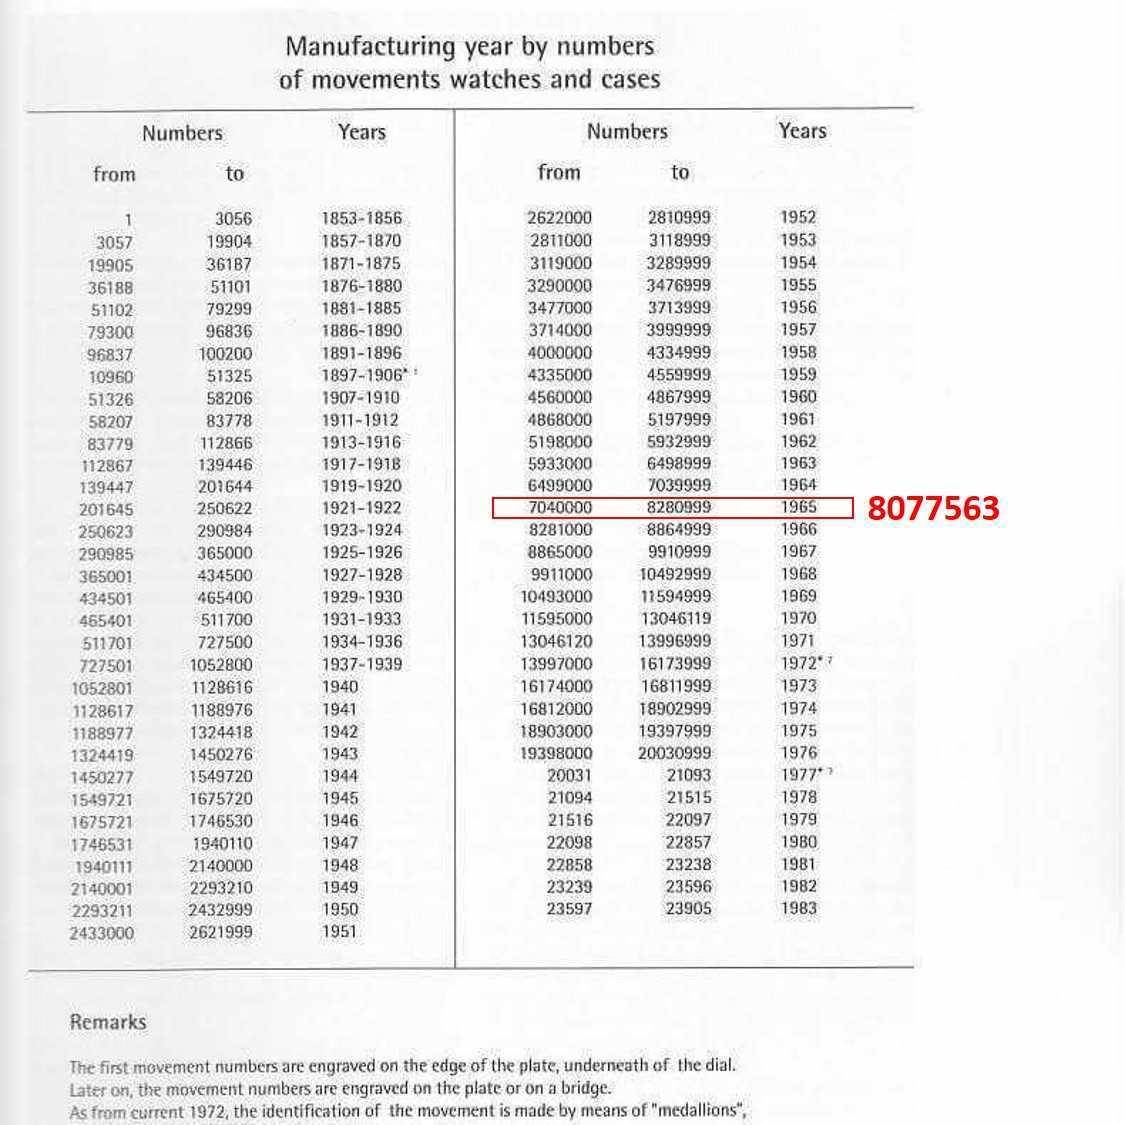 Manufacturing year by numbers
of movements watches and cases
Numbers Years
from to
1 3056 1853-1856
3057 19904 1857-1870
19905 36187 1871-1875
36188 51101 1876-1880
51102 79299 1881-1885
79300 96836 1886-1890
96837 100200 1891-1896
10960 51325 1897-1906*
51326 58206 1907-1910
58207 83778 1911-1912
83779 112866 1913-1916
112867 139446 1917-1918
139447 201644 1919-1920
201645 250622 1921-1922
250623 290984 1923-1924
290985 365000 1925-1926
365001 434500 1927-1928
434501 465400 1929-1930
465401 511700 1931-1933
511701 727500 1934-1936
727501 1052800 1937-1939
1052801 1128616 1940
1128617 1188976 1941
1188977 1324418 1942
1324419 1450276 1943
1450277 1549720 1944
1549721 1675720 1945
1675721 1746530 1946
1746531 1940110 1947
1940111 2140000 1948
2140001 2293210 1949
2293211 2432999 1950
2433000 2621999 1951
Numbers Years
from to
2622000 2810999 1952
2811000 3118999 1953
3119000 3289999 1954
3290000 3476999 1955
3477000 3713999 1956
3714000 3999999 1957
4000000 4334999 1958
4335000 4559999 1959
4560000 4867999 1960
4868000 5197999 1961
5198000 5932999 1962
5933000 6498999 1963
6499000 7039999 1964
7040000 8280999 1965 8077563
8281000 8864999 1966
8865000 9910999 1967
9911000 10492999 1968
10493000 11594999 1969
11595000 13046119 1970
13046120 13996999 1971
13997000 16173999 1972*
16174000 16811999 1973
16812000 18902999 1974
18903000 19397999 1975
19398000 20030999 1976
20031 21093 1977*
21094 21515 1978
21516 22097 1979
22098 22857 1980
22858 23238 1981
23239 23596 1982
23597 23905 1983
Remarks
The first movement numbers are engraved on the edge of the plate, underneath of the dial.
Later on, the movement numbers are engraved on the plate or on a bridge.
As from current 1972, the identification of the movement is made by means of "medallions",